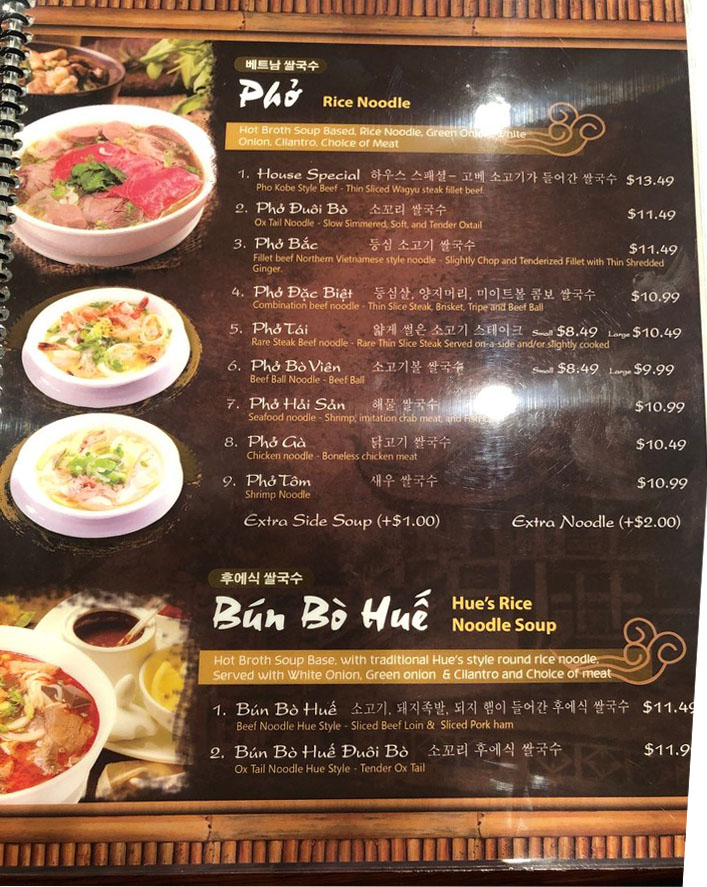 베트남 쌀국수
Phở Rice Noodle
Hot Broth Soup Based, Rice Noodle, Green Onion, White
Onion, Cilantro, Choice of Meat
1. House Special 하우스 스패셜- 고베 소고기가 들어간 쌀국수 $13.49
Pho Kobe Style Beef - Thin Sliced Wagyu steak fillet beef
2. Phở Đuôi Bò 소꼬리 쌀국수 $11.49
Ox Tail Noodle - Slow Simmered, Soft, and Tender Oxtail
3. Phở Bắc 등심 소고기 쌀국수 $11.49
Fillet beef Northern Vietnamese style noodle - Slightly Chop and Tenderized Fillet with Thin Shredded
Ginger.
4. Phở Đặc Biệt 등심살, 양지머리, 미이트볼 콤보 쌀국수 $10.99
Combination beef noodle - Thin Slice Steak, Brisket, Tripe and Beef Ball
5. Phở Tái 얇게 썰은 소고기 스테이크 Small $8.49 Large $10.49
Rare Steak Beef noodle - Rare Thin Slice Steak Served on-a-side and/or slightly cooked
6. Phở Bò Viên 소고기볼 쌀국수 Small $8.49 Large $9.99
Beef Ball Noodle - Beef Ball
7. Phở Hải Sản 해물 쌀국수 $10.99
Seafood noodle - Shrimp, imitation crab meat, and
8. Phở Gà 닭고기 쌀국수 $10.49
Chicken noodle - Boneless chicken meat
9. Phở Tôm 새우 쌀국수 $10.99
Shrimp Noodle
Extra Side Soup (+$1.00) Extra Noodle (+$2.00)
후에식 쌀국수
Bún Bò Huế Hue's Rice
Noodle Soup
Hot Broth Soup Base, with traditional Hue's style round rice noodle,
Served with White Onion, Green onion & Cilantro and Choice of meat
1. Bún Bò Huế 소고기, 돼지족발, 돼지 햄이 들어간 후에식 쌀국수 $11.49
Beef Noodle Hue Style - Sliced Beef Loin & Sliced Pork ham
2. Bún Bò Huế Đuôi Bò 소꼬리 후에식 쌀국수 $11.9
Ox Tail Noodle Hue Style - Tender Ox Tail